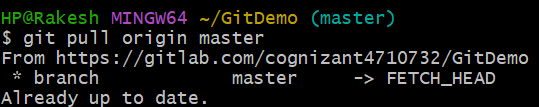 HP@Rakesh MINGW64 ~/GitDemo (master)
$ git pull origin master
From https://gitlab.com/cognizant4710732/GitDemo
 * branch            master     -> FETCH_HEAD
Already up to date.